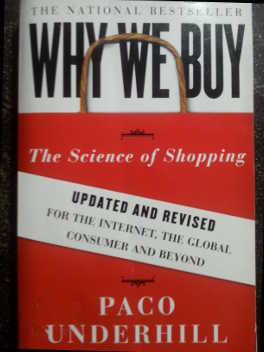 THE NATIONAL BESTSELLER
WHY WE BUY
The Science of Shopping
UPDATED AND REVISED
FOR THE INTERNET, THE GLOBAL
CONSUMER AND BEYOND
PACO
UNDERHILL